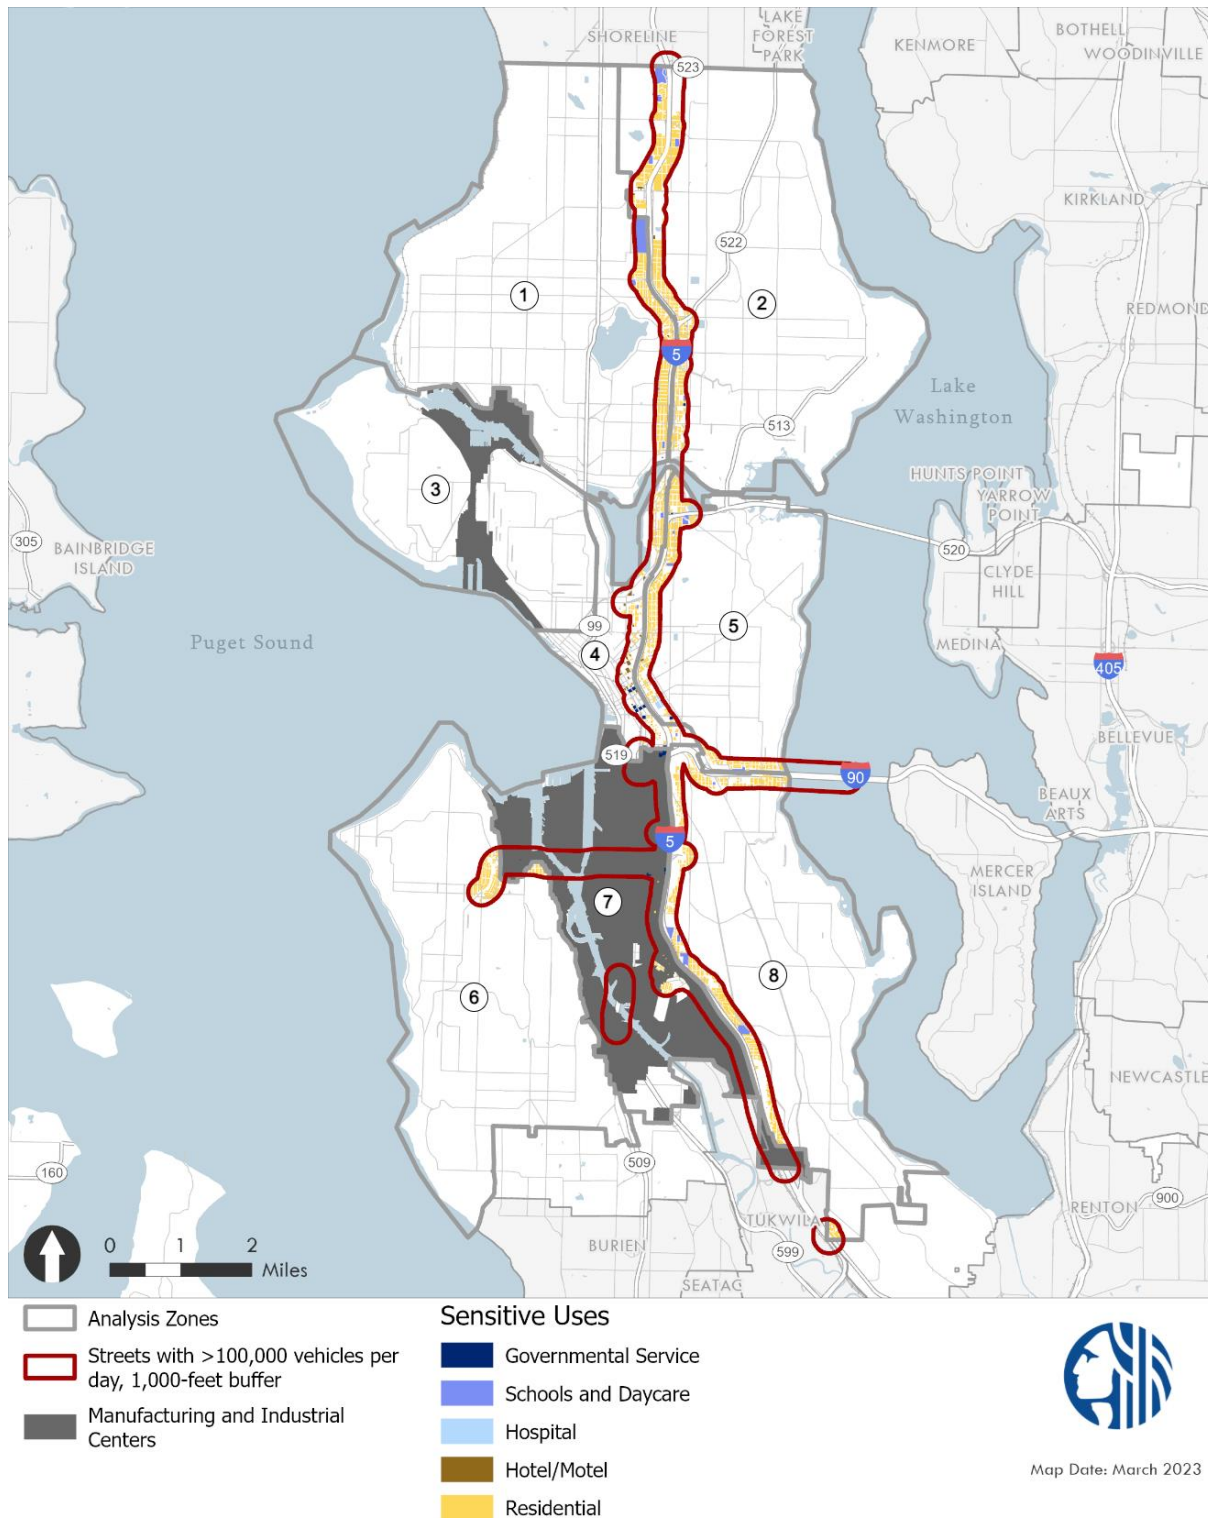 SHORELINE
LAKE
FOREST
PARK
BOTHELL
KENMORE
WOODINVILLE
523
KIRKLAND
522
1
2
REDMOND
5
Lake
Washington
513
HUNTS POINT
YARROW
POINT
3
305
BAINBRIDGE
ISLAND
520
CLYDE
HILL
99
5
Puget Sound
4
MEDINA
405
BELLEVUE
519
90
BEAUX
ARTS
5
MERCER
ISLAND
7
8
6
NEWCASTLE
509
160
900
RENTON
TUKWILA
BURIEN
599
SEATAC
0 1 2
Miles
Analysis Zones
Streets with >100,000 vehicles per
day, 1,000-feet buffer
Manufacturing and Industrial
Centers
Sensitive Uses
Governmental Service
Schools and Daycare
Hospital
Hotel/Motel
Residential
Map Date: March 2023